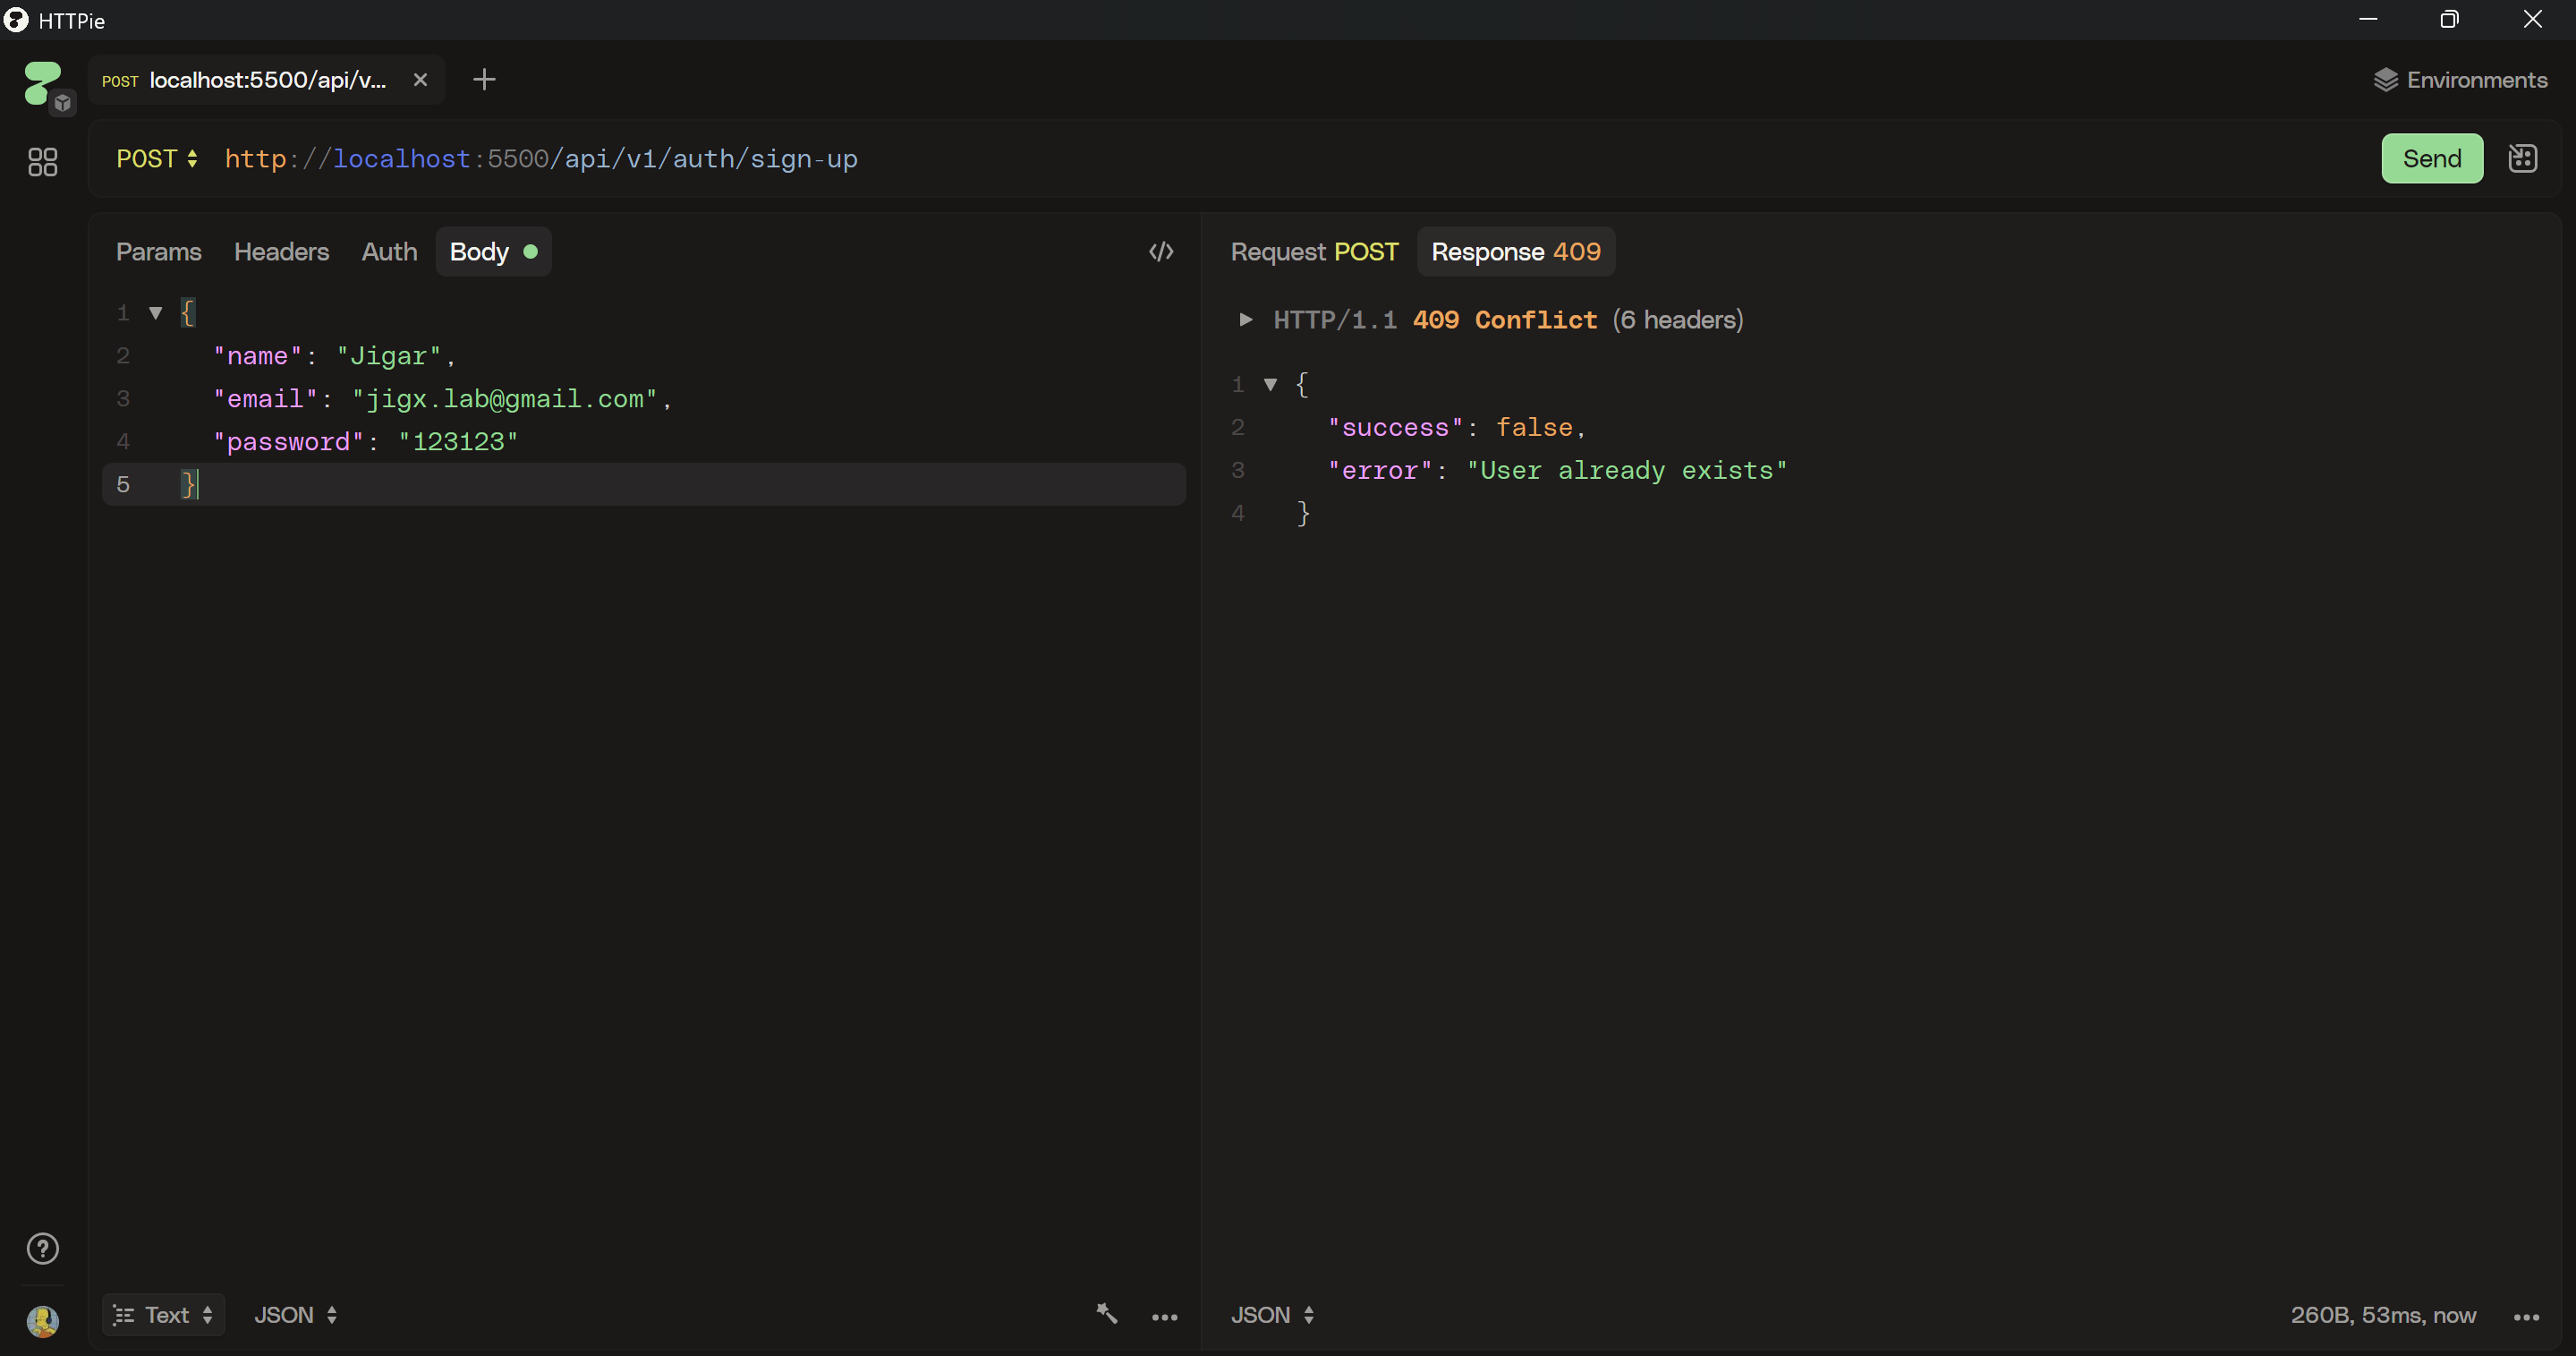 HTTPie
POST localhost:5500/api/v...
Environments
POST http://localhost:5500/api/v1/auth/sign-up
Send
Params Headers Auth Body
1 {
2 "name": "Jigar",
3 "email": "jigx.lab@gmail.com",
4 "password": "123123"
5 }
Text JSON
Request POST Response 409
HTTP/1.1 409 Conflict (6 headers)
1 {
2 "success": false,
3 "error": "User already exists"
4 }
JSON
260B, 53ms, now